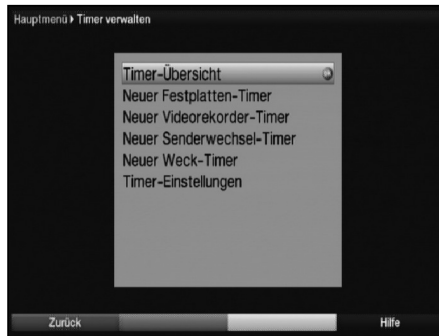 Hauptmenü › Timer verwalten
Timer-Übersicht
Neuer Festplatten-Timer
Neuer Videorekorder-Timer
Neuer Senderwechsel-Timer
Neuer Weck-Timer
Timer-Einstellungen
Zurück Hilfe